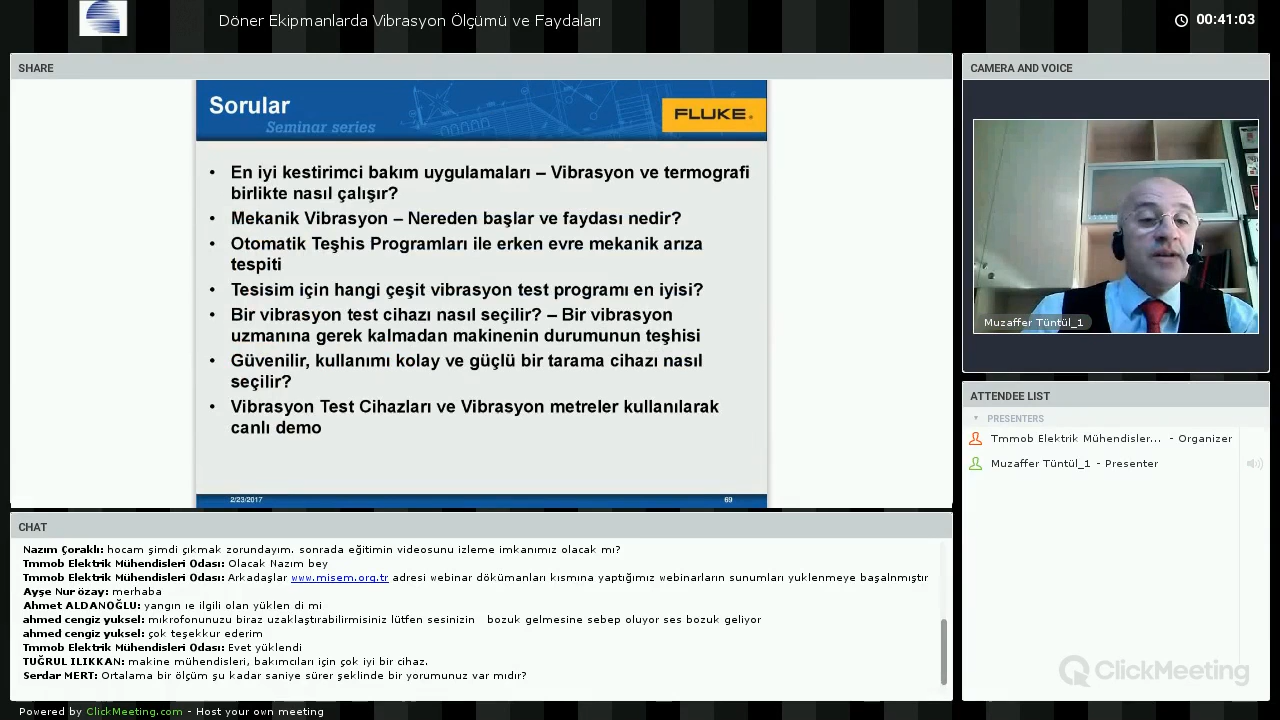 Döner Ekipmanlarda Vibrasyon Ölçümü ve Faydaları
00:41:03
SHARE
Sorular
Seminar series
FLUKE®
• En iyi kestirimci bakım uygulamaları – Vibrasyon ve termografi
birlikte nasıl çalışır?
• Mekanik Vibrasyon – Nereden başlar ve faydası nedir?
• Otomatik Teşhis Programları ile erken evre mekanik arıza
tespiti
• Tesisim için hangi çeşit vibrasyon test programı en iyisi?
• Bir vibrasyon test cihazı nasıl seçilir? – Bir vibrasyon
uzmanına gerek kalmadan makinenin durumunun teşhisi
• Güvenilir, kullanımı kolay ve güçlü bir tarama cihazı nasıl
seçilir?
• Vibrasyon Test Cihazları ve Vibrasyon metreler kullanılarak
canlı demo
2/23/2017
69
CAMERA AND VOICE
Muzaffer Tüntül_1
ATTENDEE LIST
PRESENTERS
Tmmob Elektrik Mühendisler... - Organizer
Muzaffer Tüntül_1 - Presenter
ClickMeeting
CHAT
Nazım Çoraklı: hocam şimdi çıkmak zorundayım. sonrada eğitimin videosunu izleme imkanımız olacak mı?
Tmmob Elektrik Mühendisleri Odası: Olacak Nazım bey
Tmmob Elektrik Mühendisleri Odası: Arkadaşlar www.misem.org.tr adresi webinar dökümanları kısmına yaptığımız webinarların sunumları yuklenmeye başalnmıştır
Ayşe Nur özay: merhaba
Ahmet ALDANOĞLU: yangın ıe ilgili olan yüklen di mi
ahmed cengiz yuksel: mıkrofonunuzu biraz uzaklaştırabilirmisiniz lütfen sesinizin bozuk gelmesine sebep oluyor ses bozuk geliyor
ahmed cengiz yuksel: çok teşekkur ederim
Tmmob Elektrik Mühendisleri Odası: Evet yüklendi
TUĞRUL ILIKKAN: makine mühendisleri, bakımcıları için çok iyi bir cihaz.
Serdar MERT: Ortalama bir ölçüm şu kadar saniye sürer şeklinde bir yorumunuz var mıdır?
Powered by ClickMeeting.com - Host your own meeting